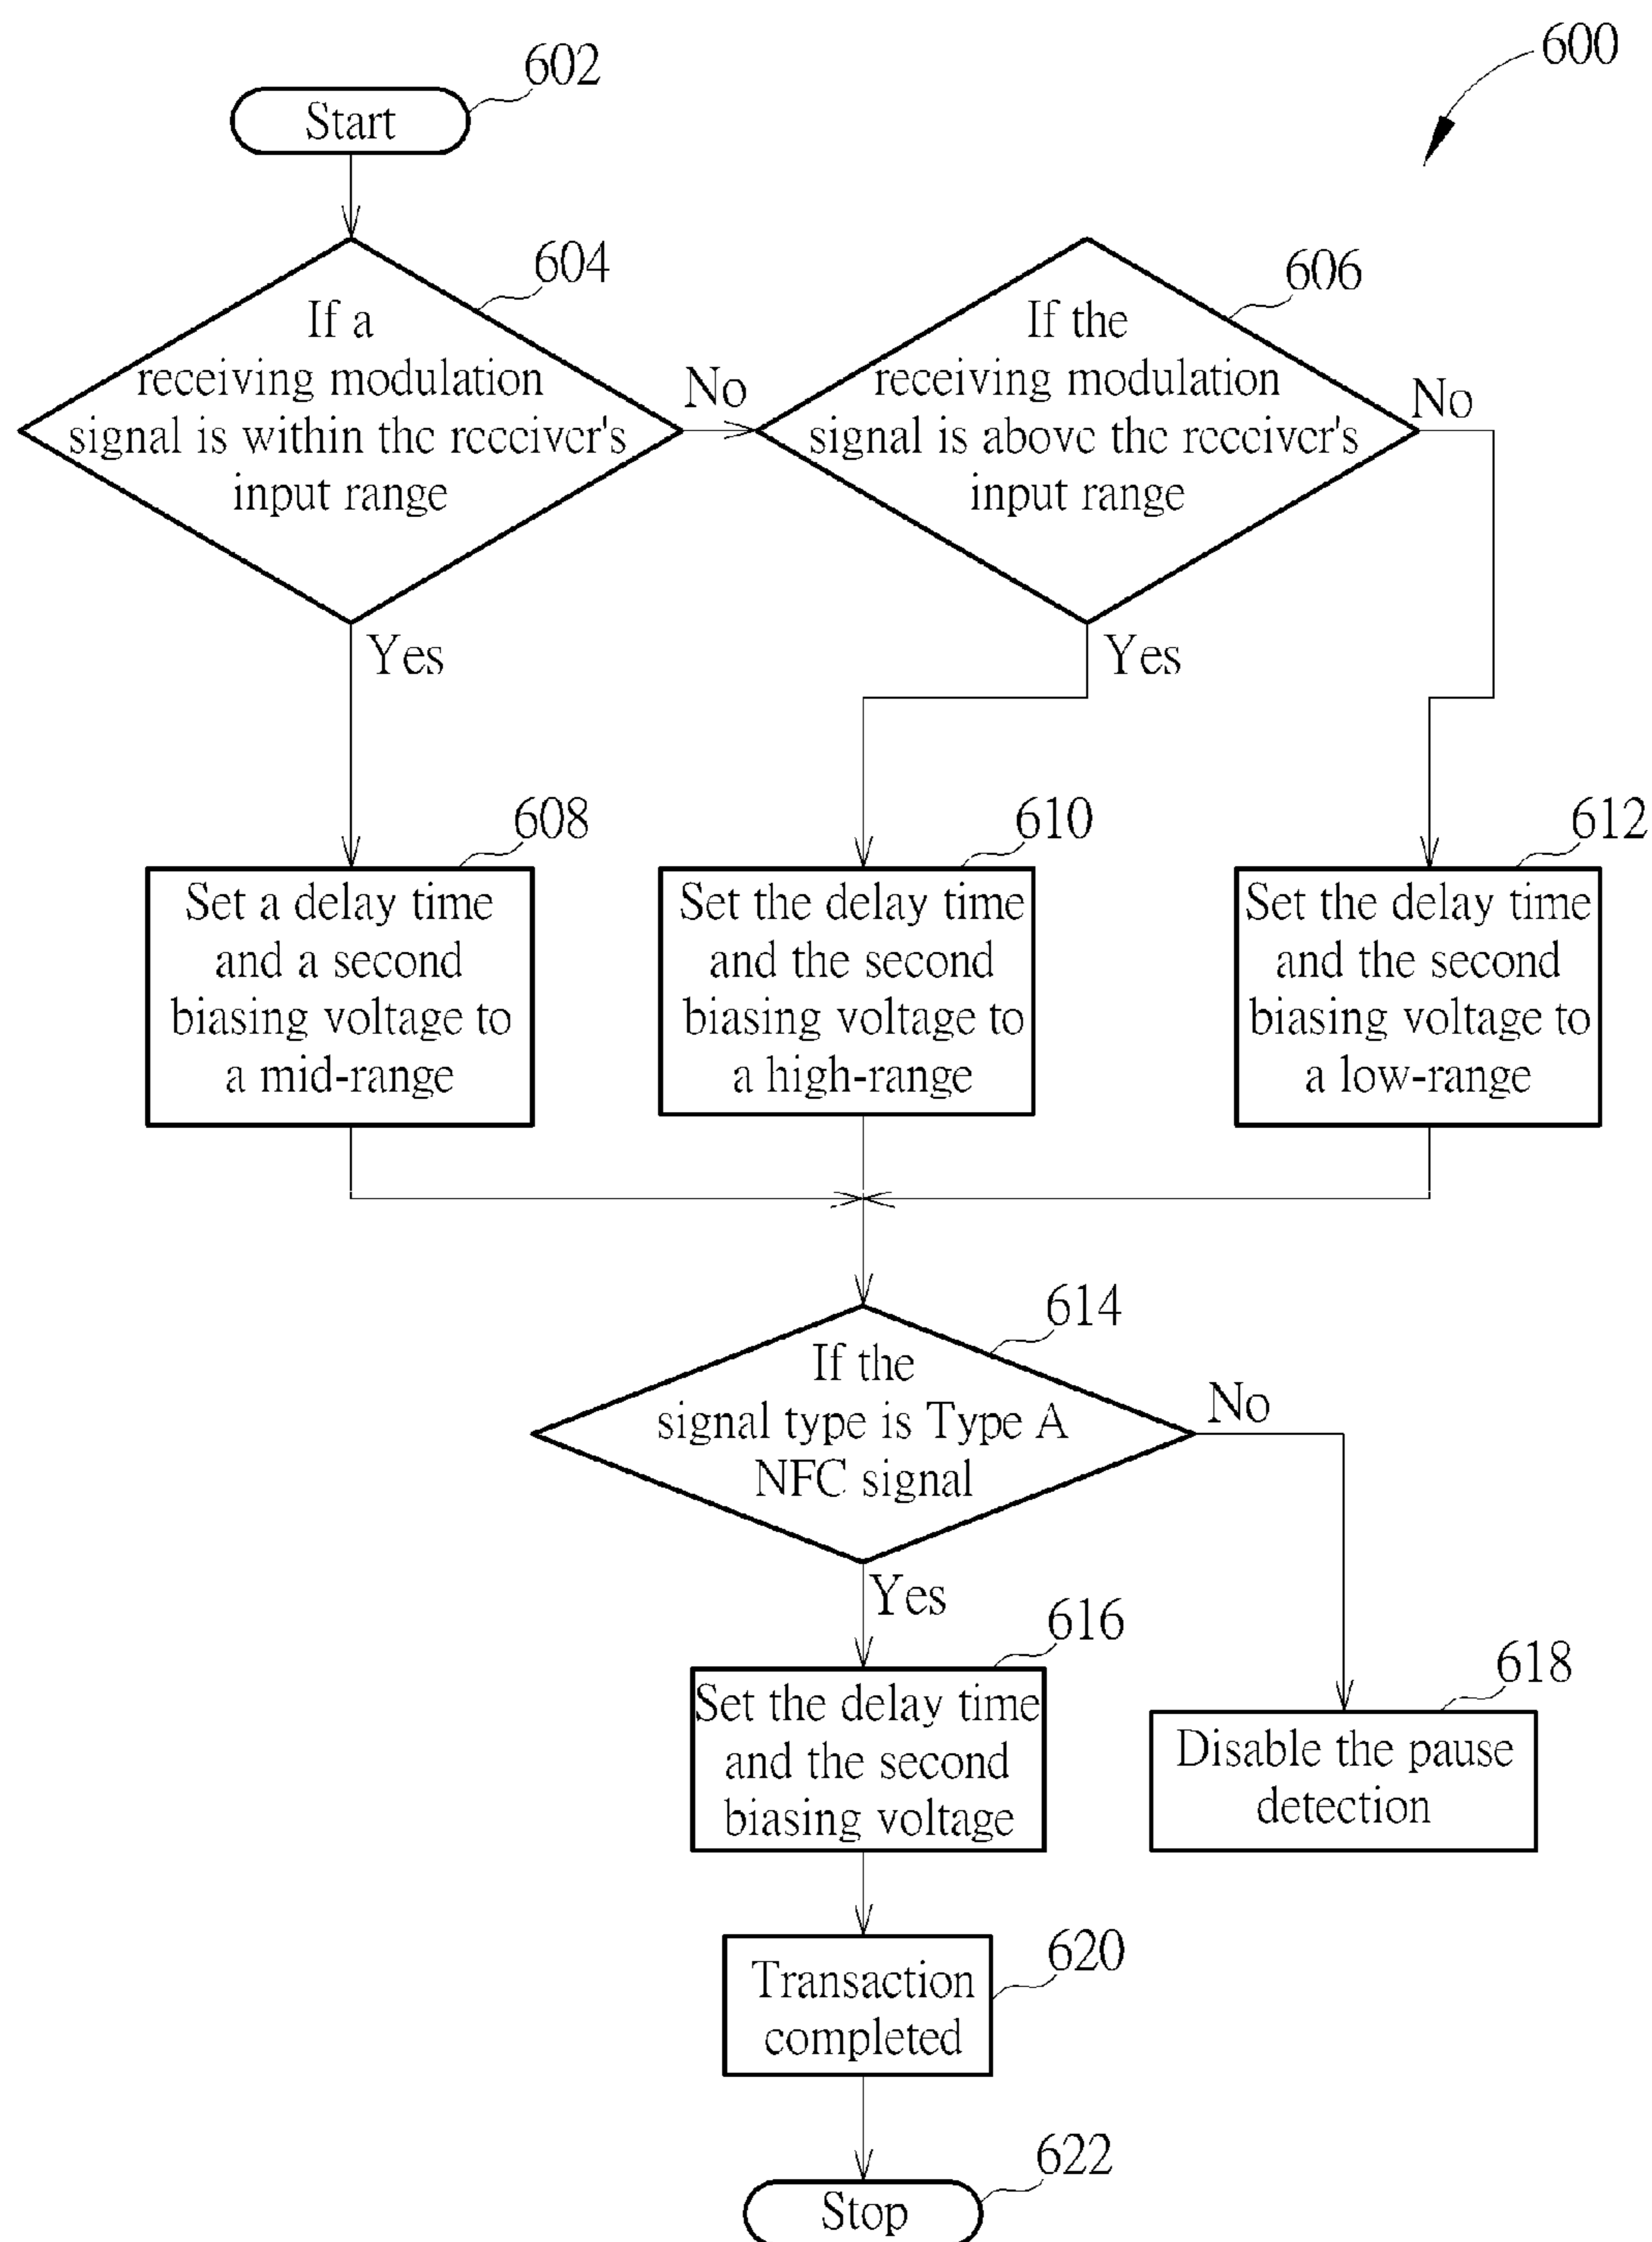 600
602
Start
604
If a
receiving modulation
signal is within the receiver's
input range
No
Yes
606
If the
receiving modulation
signal is above the receiver's
input range
No
Yes
608
Set a delay time
and a second
biasing voltage to
a mid-range
610
Set the delay time
and the second
biasing voltage to
a high-range
612
Set the delay time
and the second
biasing voltage to
a low-range
614
If the
signal type is Type A
NFC signal
No
Yes
616
Set the delay time
and the second
biasing voltage
618
Disable the pause
detection
620
Transaction
completed
622
Stop